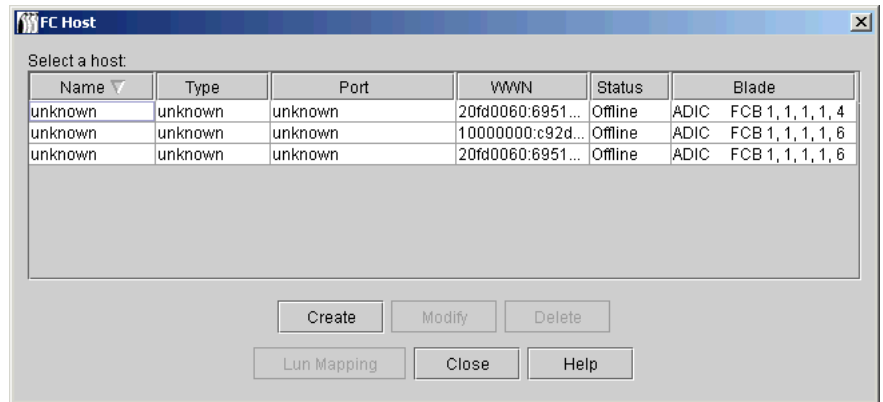 FC Host
Select a host:
Name Type Port WWN Status Blade
unknown unknown unknown 20fd0060:6951... Offline ADIC FCB 1, 1, 1, 1, 4
unknown unknown unknown 10000000:c92d... Offline ADIC FCB 1, 1, 1, 1, 6
unknown unknown unknown 20fd0060:6951... Offline ADIC FCB 1, 1, 1, 1, 6
Create Modify Delete
Lun Mapping Close Help